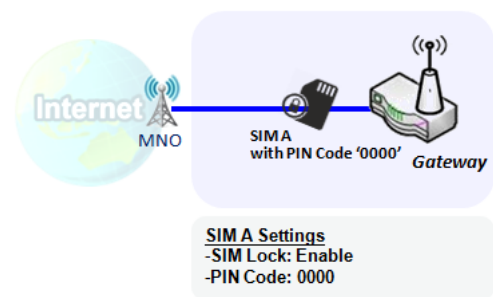 Internet
MNO
SIM A
with PIN Code ‘0000’
Gateway
SIM A Settings
-SIM Lock: Enable
-PIN Code: 0000